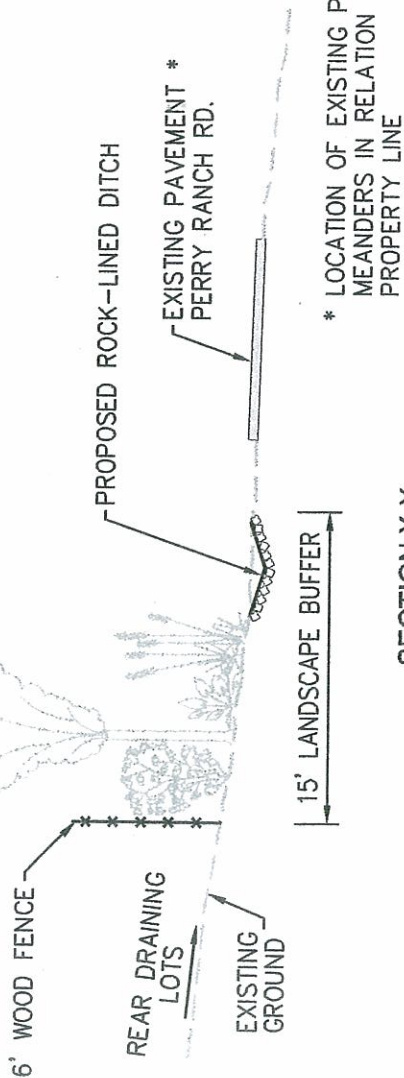 6' WOOD FENCE
REAR DRAINING
LOTS
EXISTING
GROUND
PROPOSED ROCK-LINED DITCH
EXISTING PAVEMENT *
PERRY RANCH RD.
15' LANDSCAPE BUFFER
* LOCATION OF EXISTING P
MEANDERS IN RELATION
PROPERTY LINE